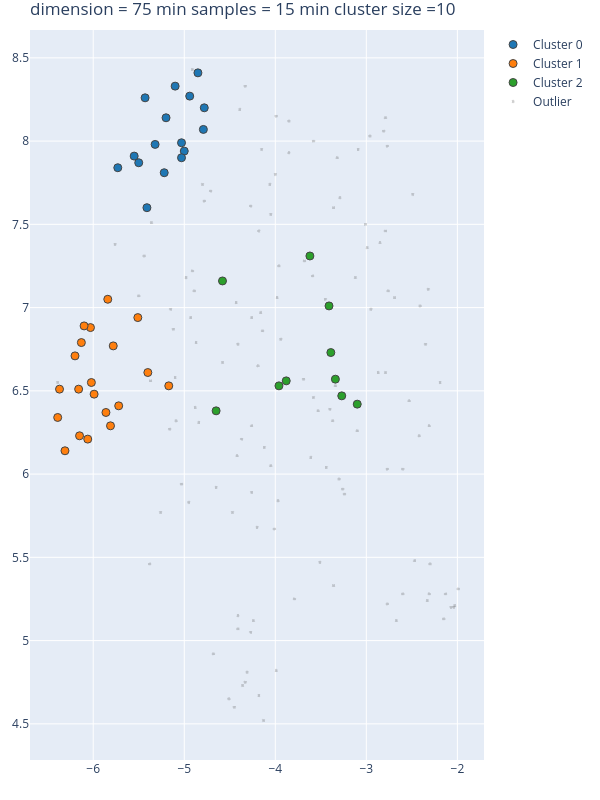 dimension = 75 min samples = 15 min cluster size =10
8.5
8
7.5
7
6.5
6
5.5
5
4.5
−6
−5
−4
−3
−2
Cluster 0
Cluster 1
Cluster 2
Outlier